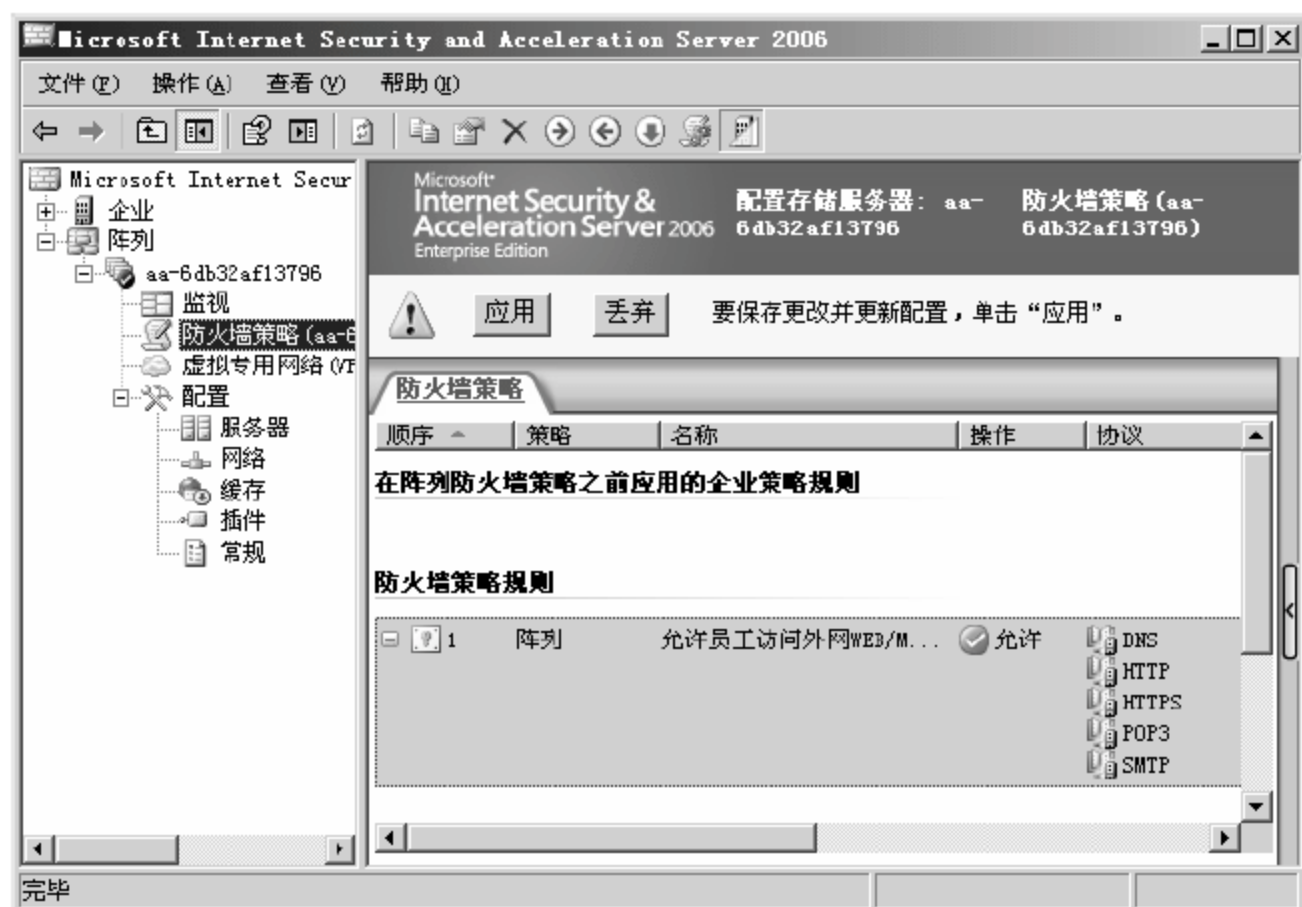 Microsoft Internet Security and Acceleration Server 2006
文件(F) 操作(A) 查看(V) 帮助(H)
Microsoft Internet Secur
企业
阵列
aa-6db32af13796
监视
防火墙策略(aa-6
虚拟专用网络(VP
配置
服务器
网络
缓存
插件
常规
Microsoft
Internet Security &
Acceleration Server 2006
Enterprise Edition
配置存储服务器: aa-
6db32af13796
防火墙策略(aa-
6db32af13796)
应用 丢弃 要保存更改并更新配置，单击“应用”。
防火墙策略
顺序 策略 名称 操作 协议
在阵列防火墙策略之前应用的企业策略规则
防火墙策略规则
1 阵列 允许员工访问外网WEB/M... 允许 DNS
HTTP
HTTPS
POP3
SMTP
完毕